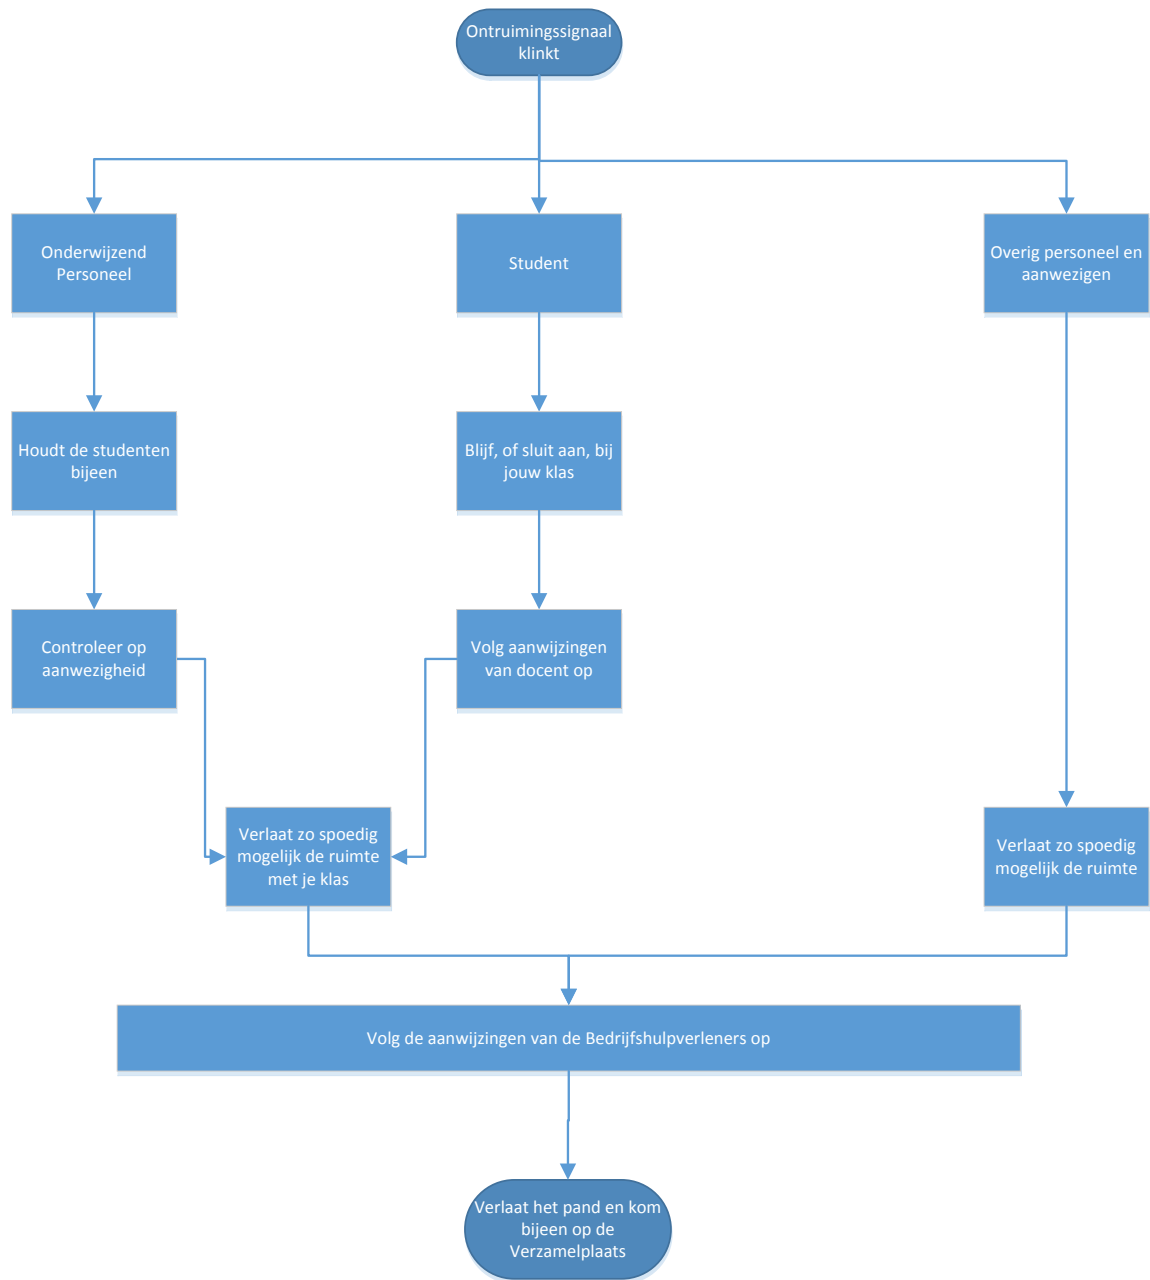 Ontruimingssignaal
klinkt
Onderwijzend
Personeel
Student
Overig personeel en
aanwezigen
Houdt de studenten
bijeen
Blijf, of sluit aan, bij
jouw klas
Controleer op
aanwezigheid
Volg aanwijzingen
van docent op
Verlaat zo spoedig
mogelijk de ruimte
met je klas
Verlaat zo spoedig
mogelijk de ruimte
Volg de aanwijzingen van de Bedrijfshulpverleners op
Verlaat het pand en kom
bijeen op de
Verzamelplaats